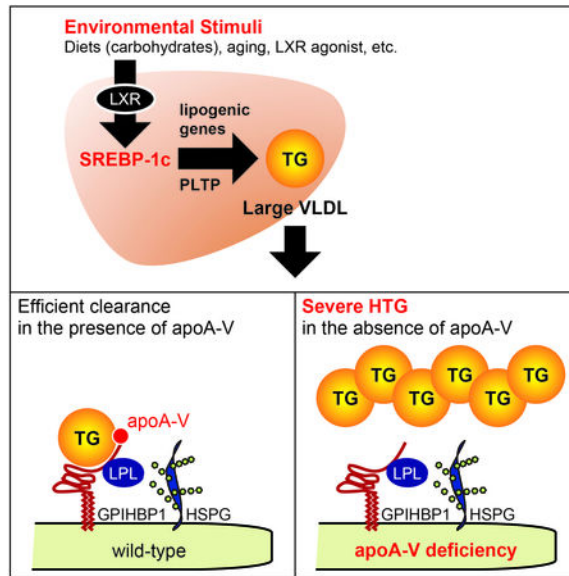 Environmental Stimuli
Diets (carbohydrates), aging, LXR agonist, etc.
LXR
lipogenic
genes
SREBP-1c
TG
PLTP
Large VLDL
Efficient clearance
in the presence of apoA-V
apoA-V
TG
LPL
GPIHBP1
HSPG
wild-type
Severe HTG
in the absence of apoA-V
TG
TG
TG
TG
TG
TG
LPL
GPIHBP1
HSPG
apoA-V deficiency